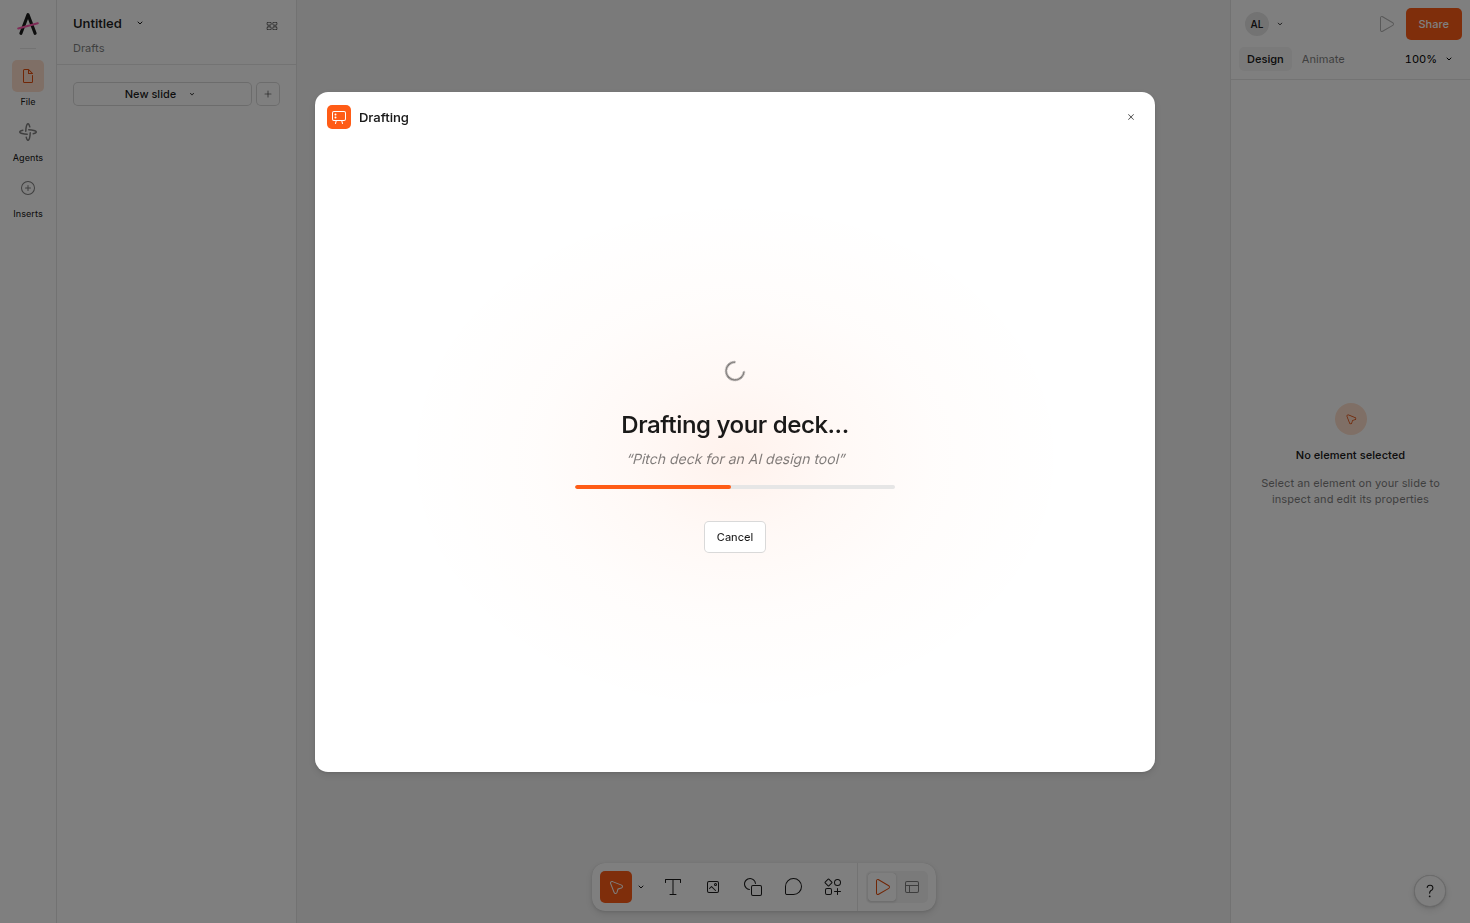 Untitled
Drafts
New slide
File
Agents
Inserts
Drafting
Drafting your deck...
“Pitch deck for an AI design tool”
Cancel
AL
Share
Design
Animate
100%
No element selected
Select an element on your slide to
inspect and edit its properties
?